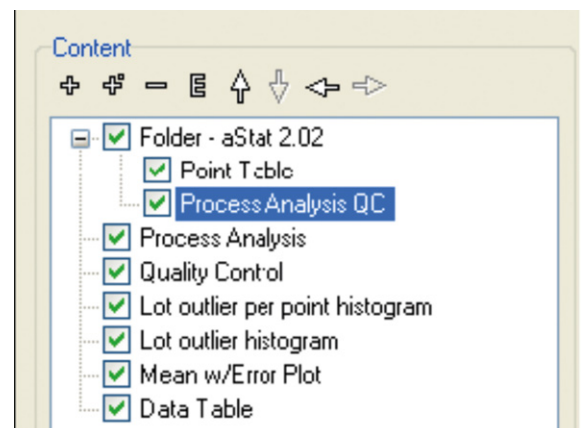 Content
Folder - aStat 2.02
Point Table
Process Analysis QC
Process Analysis
Quality Control
Lot outlier per point histogram
Lot outlier histogram
Mean w/Error Plot
Data Table